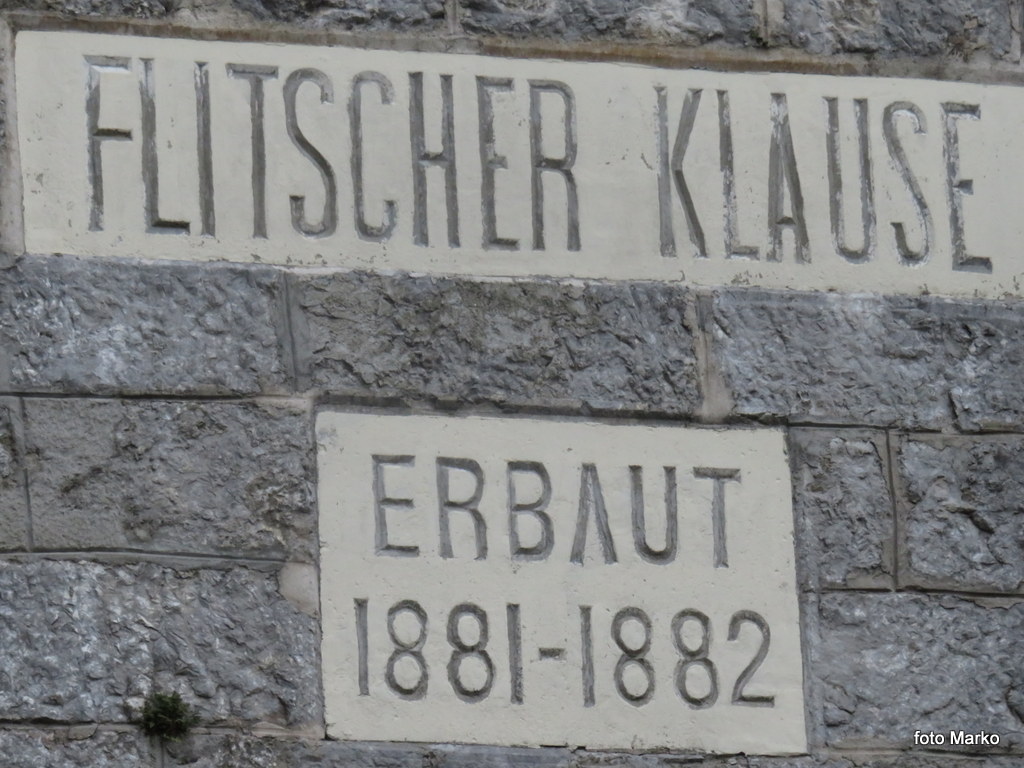 FLITSCHER KLAUSE
ERBAUT
1881-1882
foto Marko